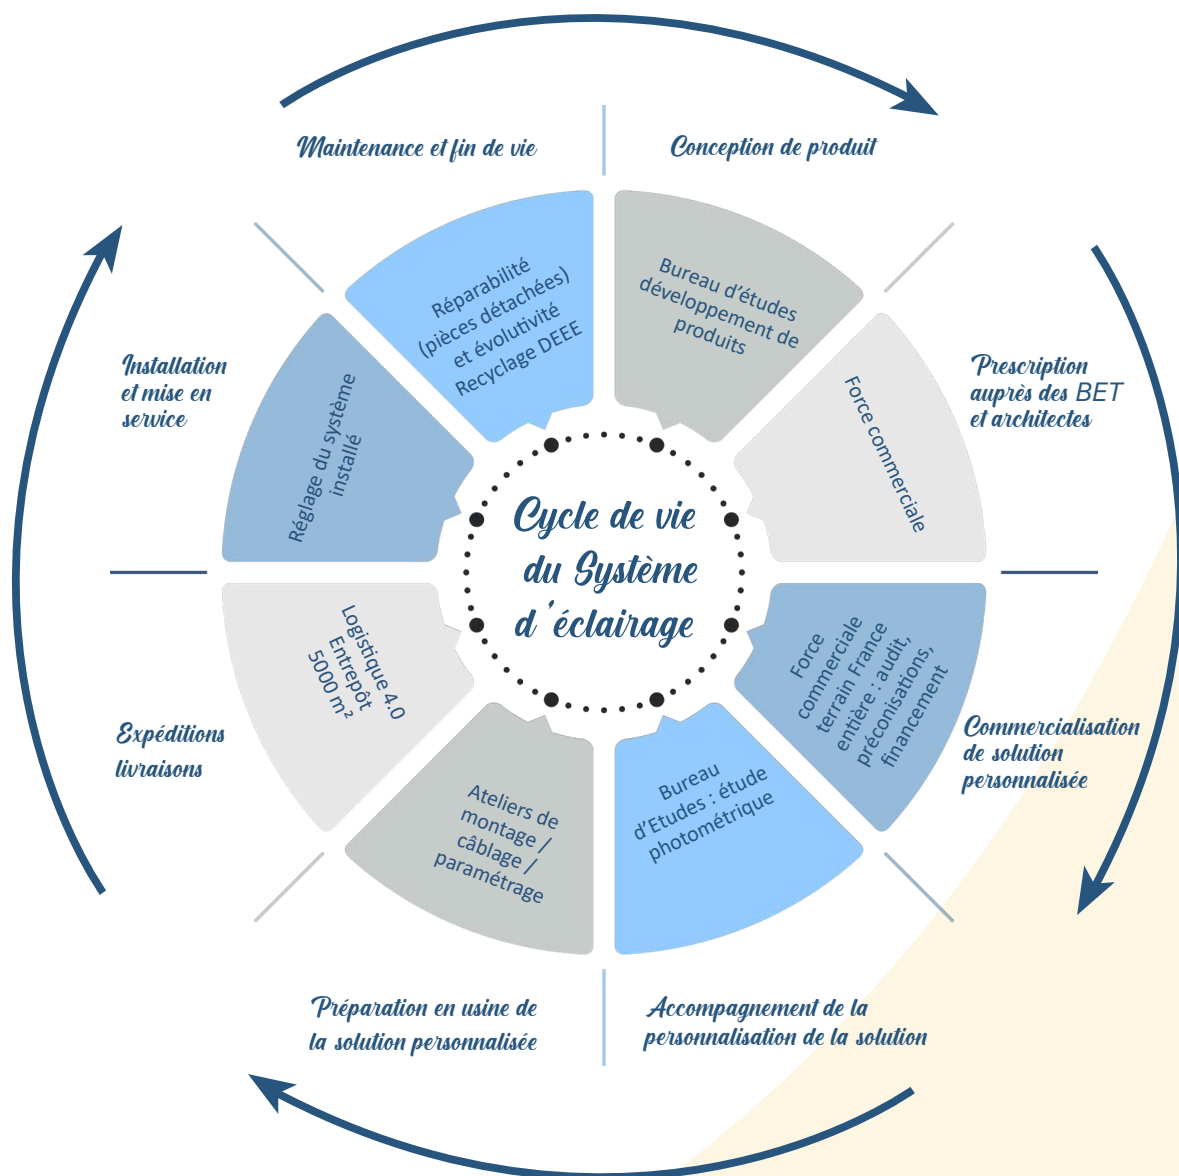 Maintenance et fin de vie
Conception de produit
Réparabilité
(pièces détachées)
et évolutivité
Recyclage DEEE
Bureau d'études
développement de
produits
Installation
et mise en
service
Réglage du système
installé
Force commerciale
Prescription
auprès des BET
et architectes
Cycle de vie
du Système
d'éclairage
Expéditions
livraisons
Logistique 4.0
Entrepôt
5000 m²
Force
commerciale
terrain France
entière : audit,
préconisations,
financement
Commercialisation
de solution
personnalisée
Ateliers de
montage /
câblage /
paramétrage
Bureau
d'Etudes : étude
photométrique
Préparation en usine de
la solution personnalisée
Accompagnement de la
personnalisation de la solution